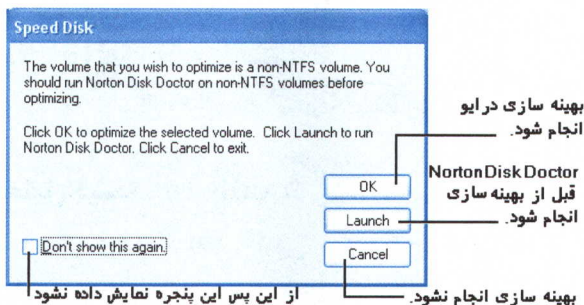 Speed Disk
The volume that you wish to optimize is a non-NTFS volume. You
should run Norton Disk Doctor on non-NTFS volumes before
optimizing.
Click OK to optimize the selected volume. Click Launch to run
Norton Disk Doctor. Click Cancel to exit.
OK
Launch
Cancel
Don't show this again.
بهینه سازی درایو
انجام شود.
Norton Disk Doctor
قبل از بهینه سازی
انجام شود.
بهینه سازی انجام نشود.
از این پس این پنجره نمایش داده نشود